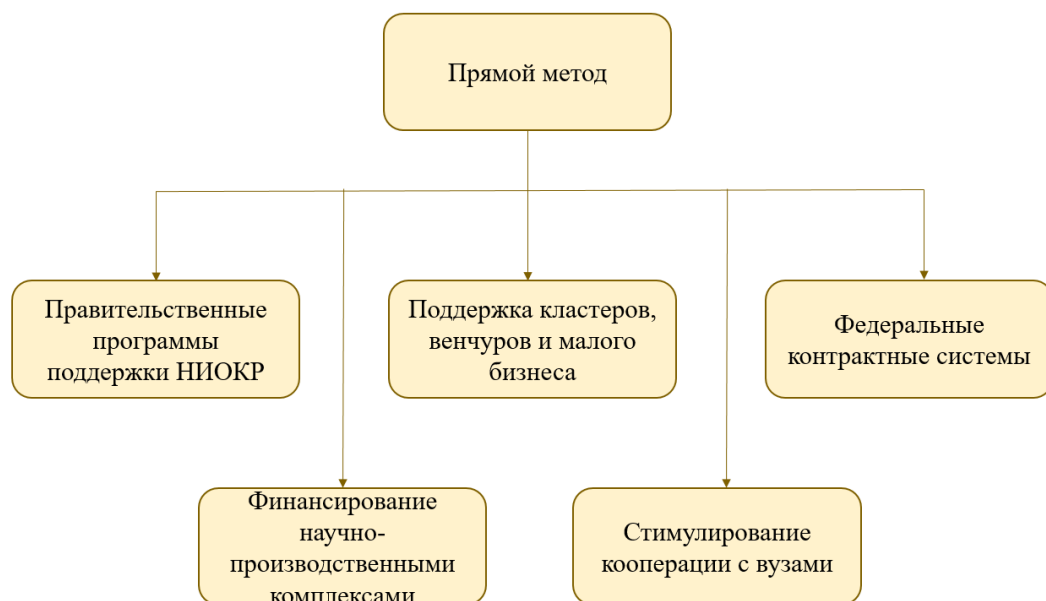 Прямой метод
Правительственные
программы
поддержки НИОКР
Поддержка кластеров,
венчуров и малого
бизнеса
Федеральные
контрактные системы
Финансирование
научно-
производственными
комплексами
Стимулирование
кооперации с вузами